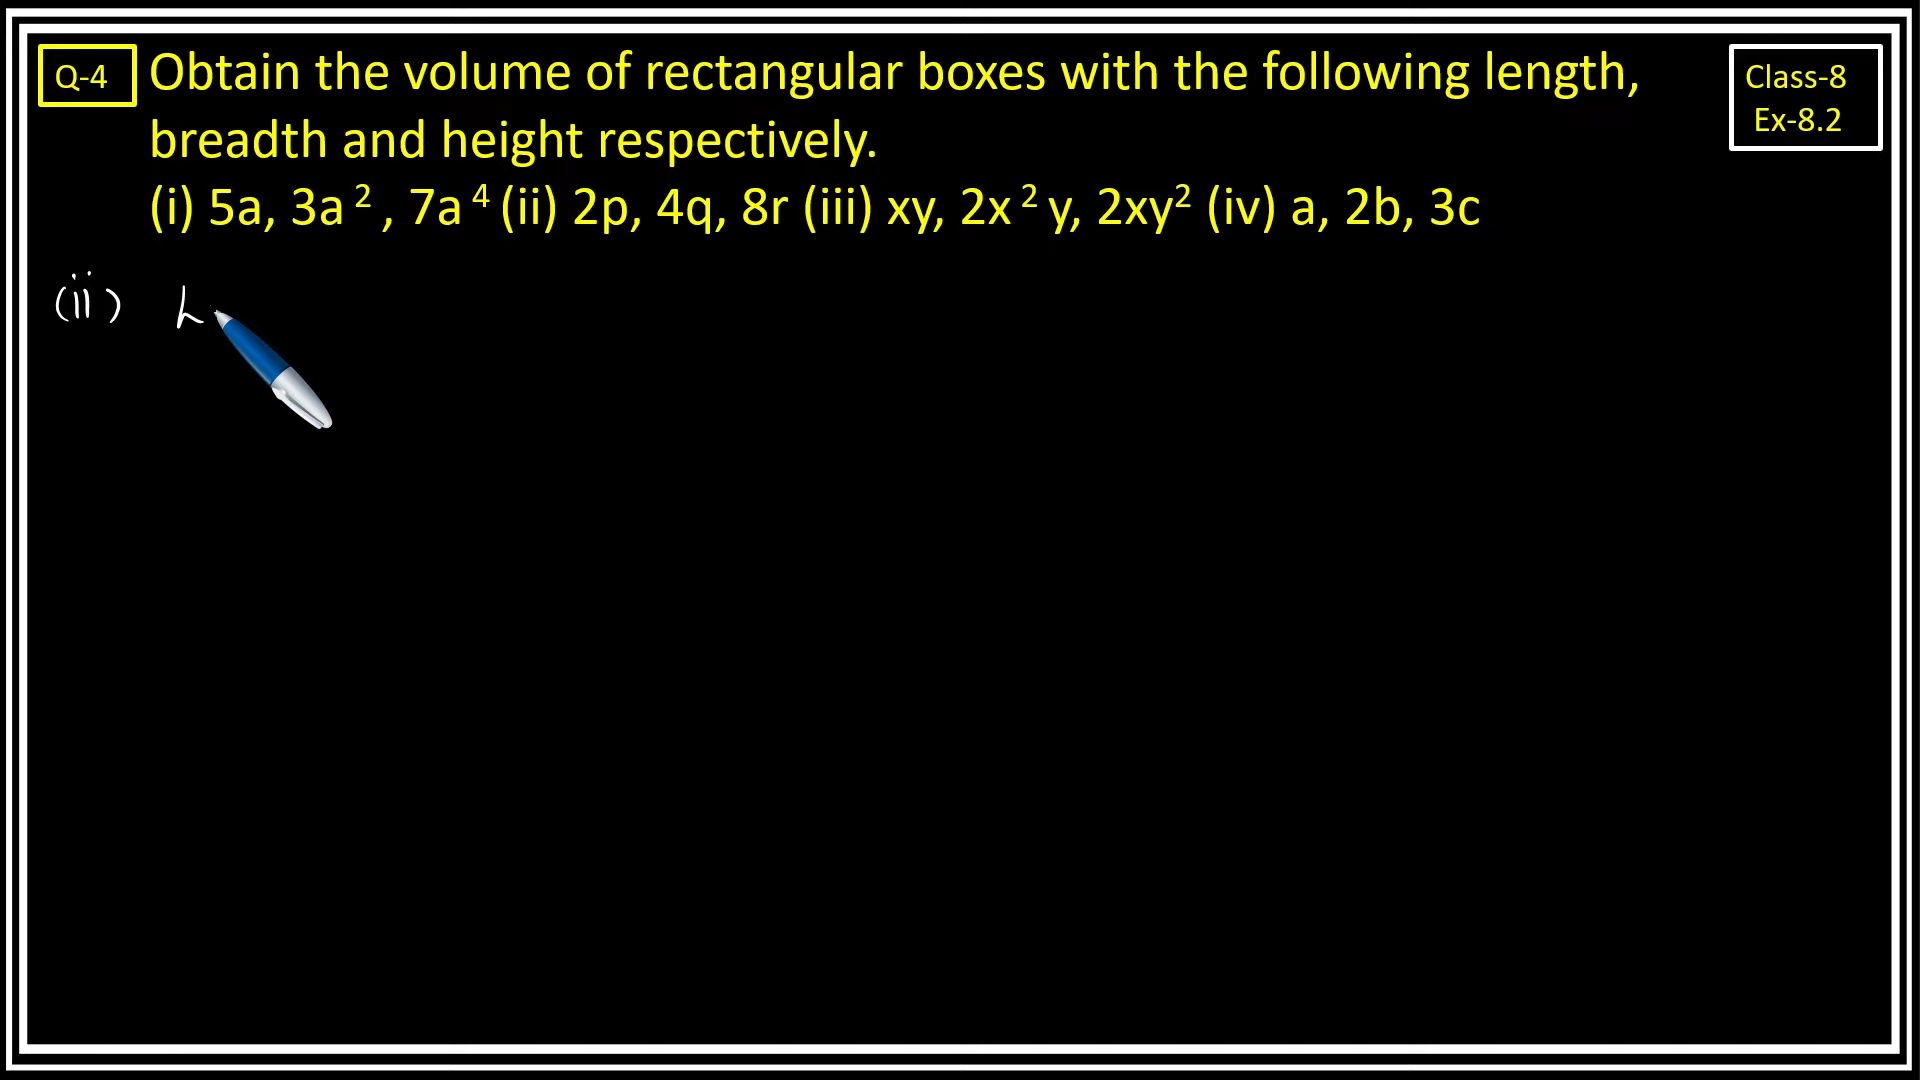 Q-4
Obtain the volume of rectangular boxes with the following length,
breadth and height respectively.
(i) 5a, 3a², 7a⁴ (ii) 2p, 4q, 8r (iii) xy, 2x²y, 2xy² (iv) a, 2b, 3c
Class-8
Ex-8.2
(ii) L